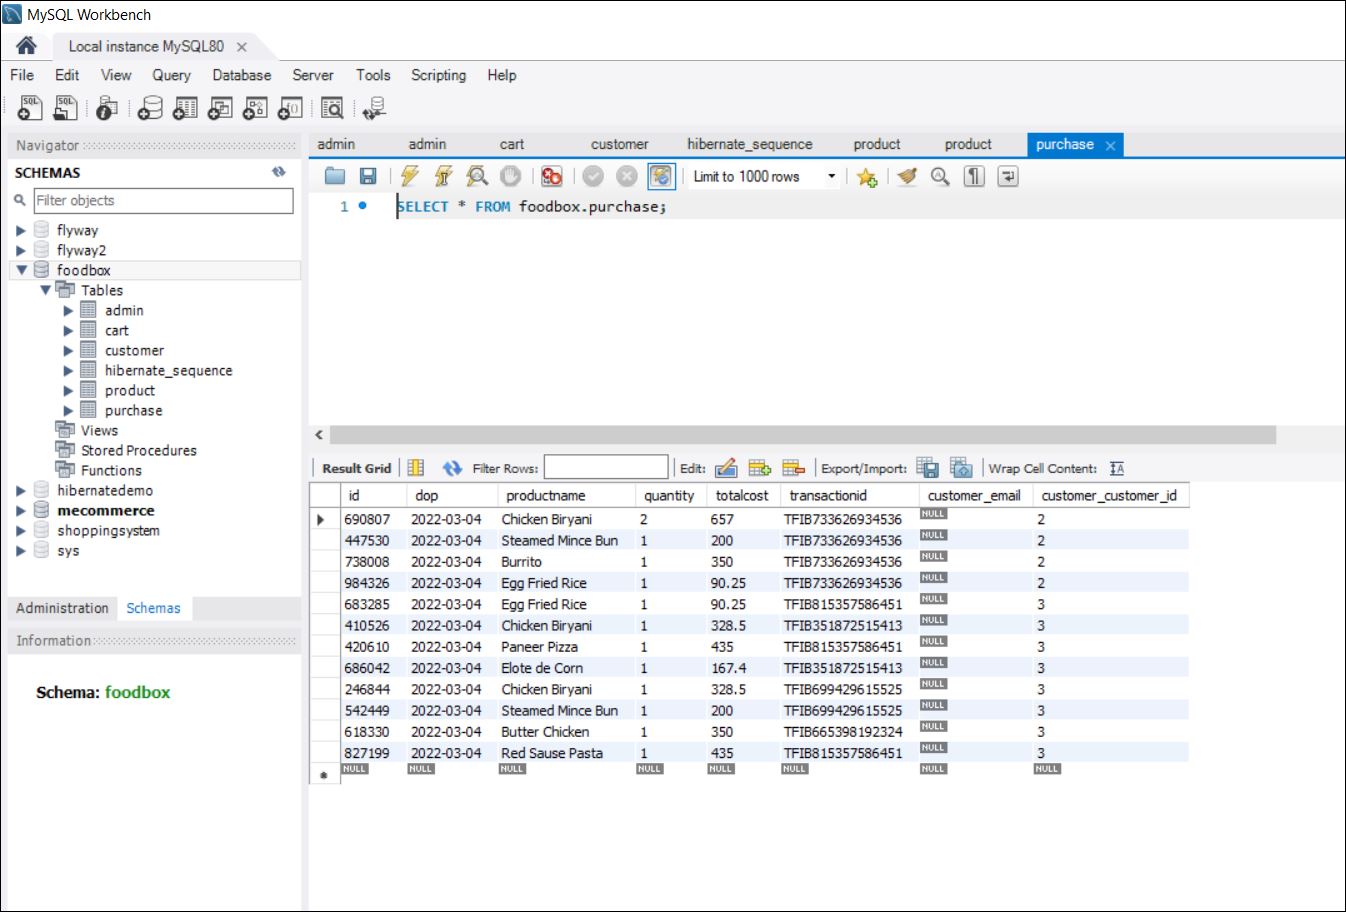 MySQL Workbench
Local instance MySQL80
File Edit View Query Database Server Tools Scripting Help
Navigator
SCHEMAS
Filter objects
flyway
flyway2
foodbox
Tables
admin
cart
customer
hibernate_sequence
product
purchase
Views
Stored Procedures
Functions
hibernatedemo
mecommerce
shoppingsystem
sys
Administration Schemas
Information
Schema: foodbox
admin admin cart customer hibernate_sequence product product purchase
Limit to 1000 rows
1 SELECT * FROM foodbox.purchase;
Result Grid Filter Rows: Edit: Export/Import: Wrap Cell Content:
id dop productname quantity totalcost transactionid customer_email customer_customer_id
690807 2022-03-04 Chicken Biryani 2 657 TFIB733626934536 NULL 2
447530 2022-03-04 Steamed Mince Bun 1 200 TFIB733626934536 NULL 2
738008 2022-03-04 Burrito 1 350 TFIB733626934536 NULL 2
984326 2022-03-04 Egg Fried Rice 1 90.25 TFIB733626934536 NULL 2
683285 2022-03-04 Egg Fried Rice 1 90.25 TFIB815357586451 NULL 3
410526 2022-03-04 Chicken Biryani 1 328.5 TFIB351872515413 NULL 3
420610 2022-03-04 Paneer Pizza 1 435 TFIB815357586451 NULL 3
686042 2022-03-04 Elote de Corn 1 167.4 TFIB351872515413 NULL 3
246844 2022-03-04 Chicken Biryani 1 328.5 TFIB699429615525 NULL 3
542449 2022-03-04 Steamed Mince Bun 1 200 TFIB699429615525 NULL 3
618330 2022-03-04 Butter Chicken 1 350 TFIB665398192324 NULL 3
827199 2022-03-04 Red Sause Pasta 1 435 TFIB815357586451 NULL 3
NULL NULL NULL NULL NULL NULL NULL NULL